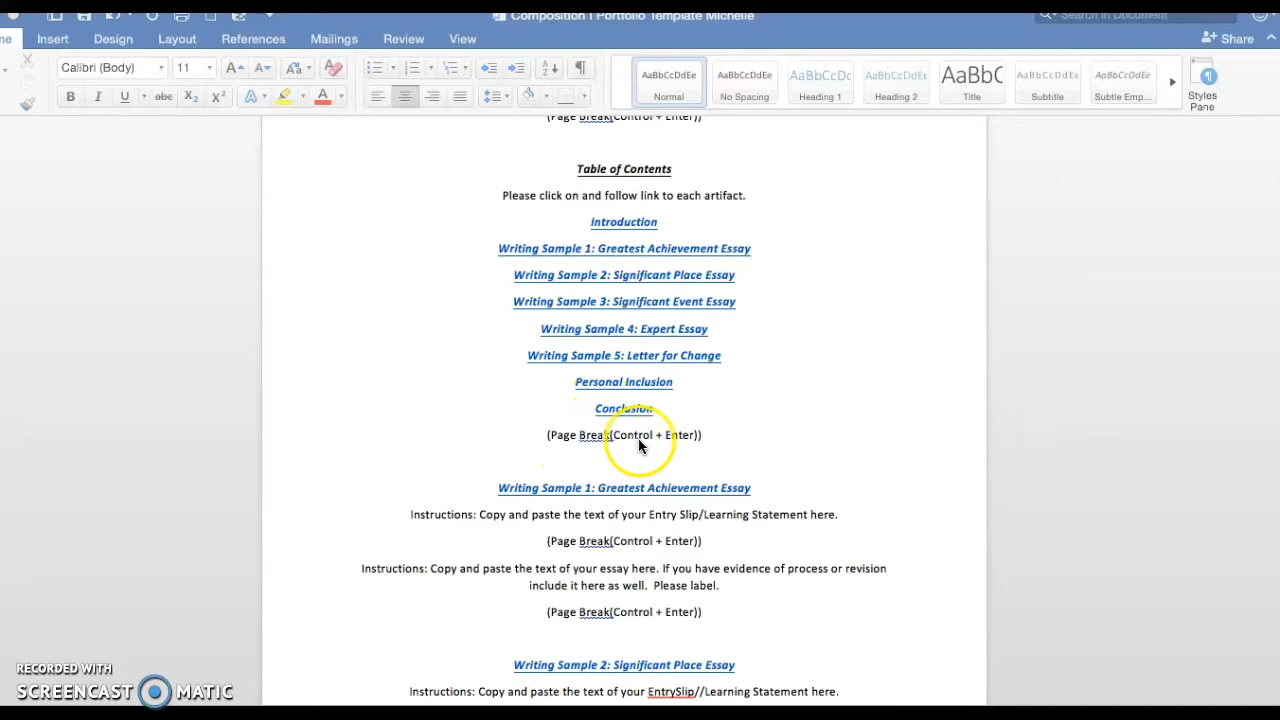 Composition I Portfolio Template Michelle
Search in Document
me Insert Design Layout References Mailings Review View Share
Calibri (Body) 11
AaBbCcDdEe AaBbCcDdEe AaBbCcDc AaBbCcDdEe AaBbC AaBbCcDdEe AaBbCcDdEe
Normal No Spacing Heading 1 Heading 2 Title Subtitle Subtle Emp... Styles Pane
(Page Break(Control + Enter))
Table of Contents
Please click on and follow link to each artifact.
Introduction
Writing Sample 1: Greatest Achievement Essay
Writing Sample 2: Significant Place Essay
Writing Sample 3: Significant Event Essay
Writing Sample 4: Expert Essay
Writing Sample 5: Letter for Change
Personal Inclusion
Conclusion
(Page Break(Control + Enter))
Writing Sample 1: Greatest Achievement Essay
Instructions: Copy and paste the text of your Entry Slip/Learning Statement here.
(Page Break(Control + Enter))
Instructions: Copy and paste the text of your essay here. If you have evidence of process or revision
include it here as well.  Please label.
(Page Break(Control + Enter))
Writing Sample 2: Significant Place Essay
Instructions: Copy and paste the text of your EntrySlip//Learning Statement here.
RECORDED WITH
SCREENCAST MATIC